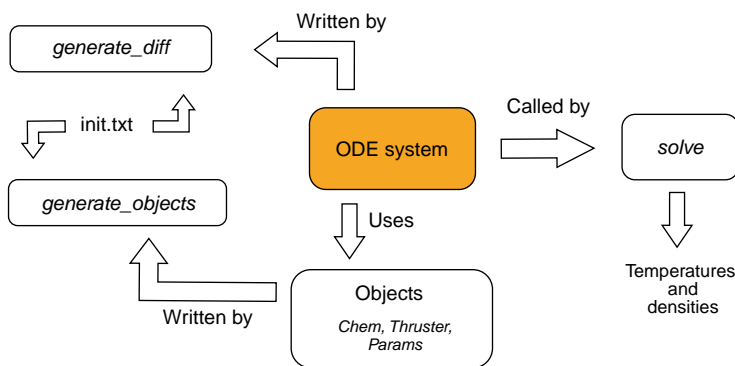 Written by
generate_diff
Called by
init.txt
ODE system
solve
generate_objects
Uses
Temperatures
and
densities
Objects
Written by
Chem, Thruster,
Params